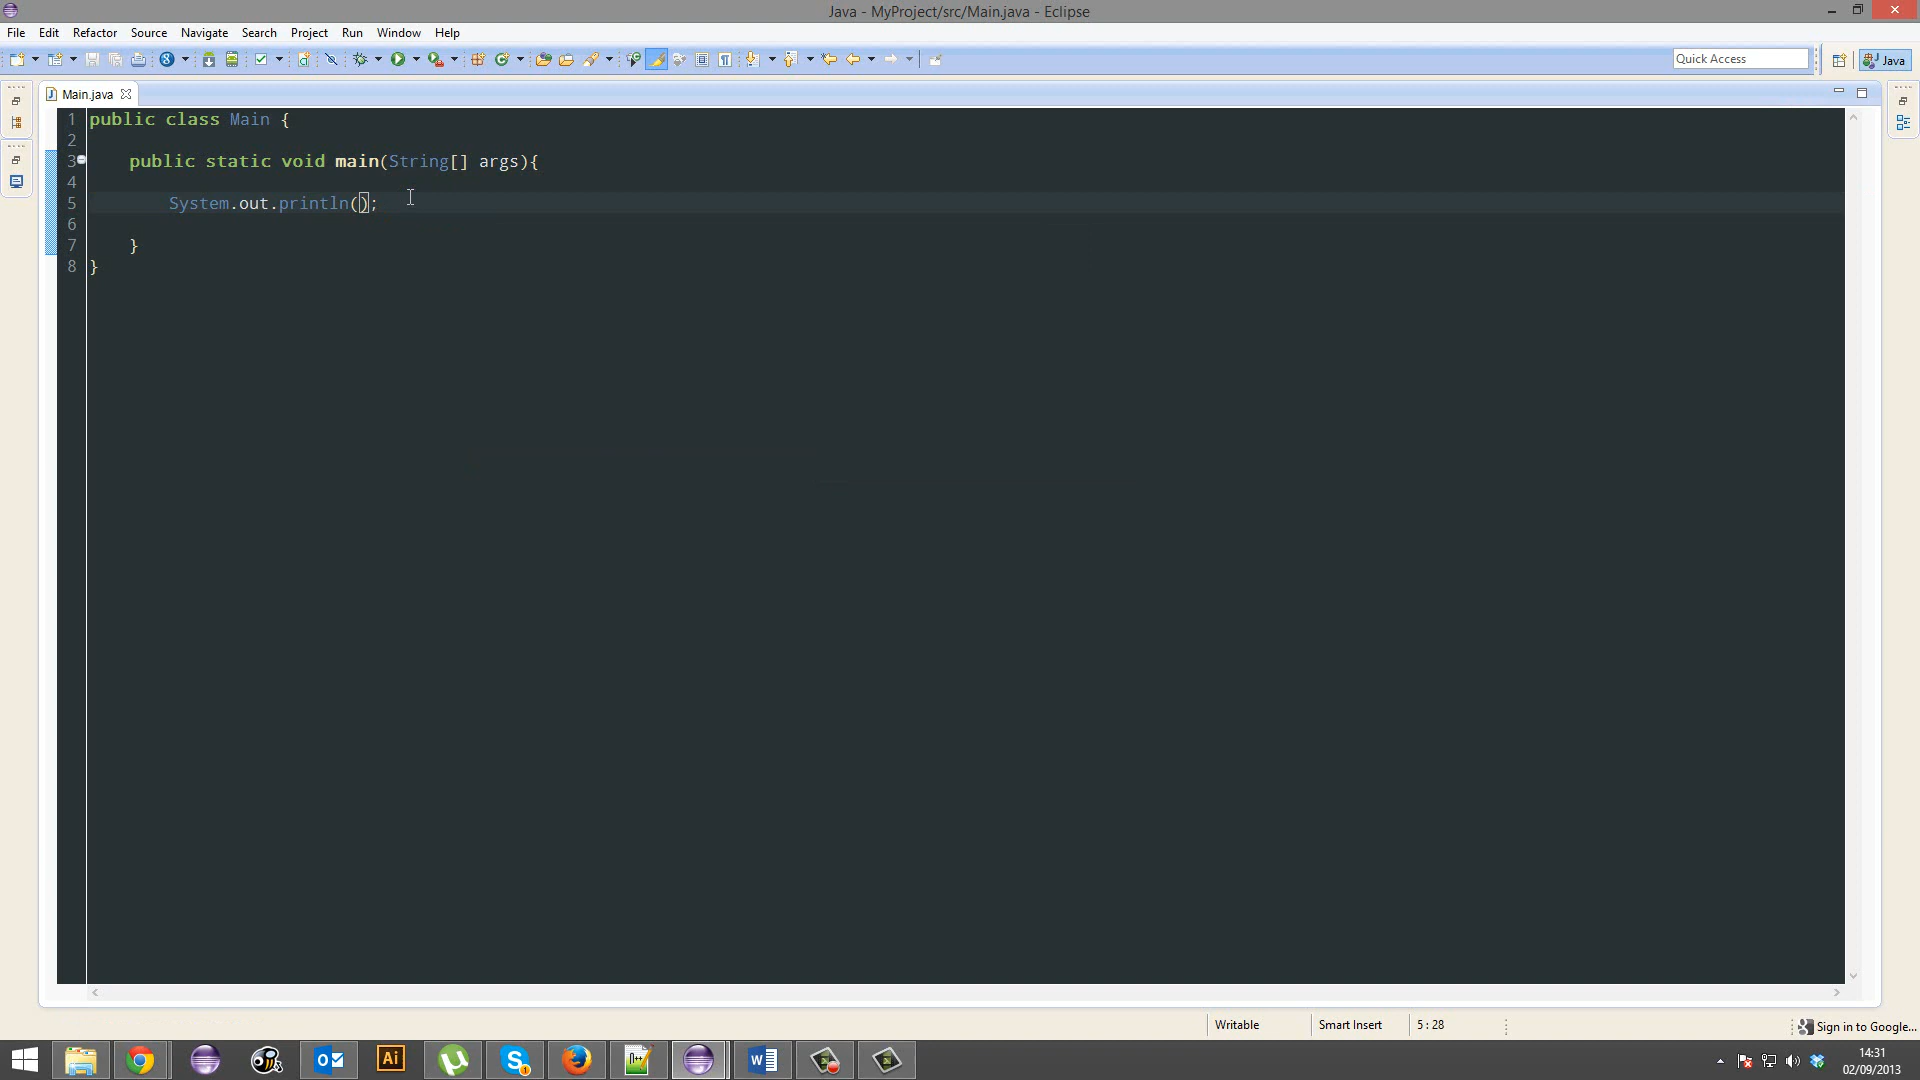 Java - MyProject/src/Main.java - Eclipse
File Edit Refactor Source Navigate Search Project Run Window Help
Quick Access
Java
Main.java
1 public class Main {
2
3 public static void main(String[] args){
4
5 System.out.println();
6
7 }
8 }
Writable Smart Insert 5 : 28
Sign in to Google...
Ai
14:31
02/09/2013